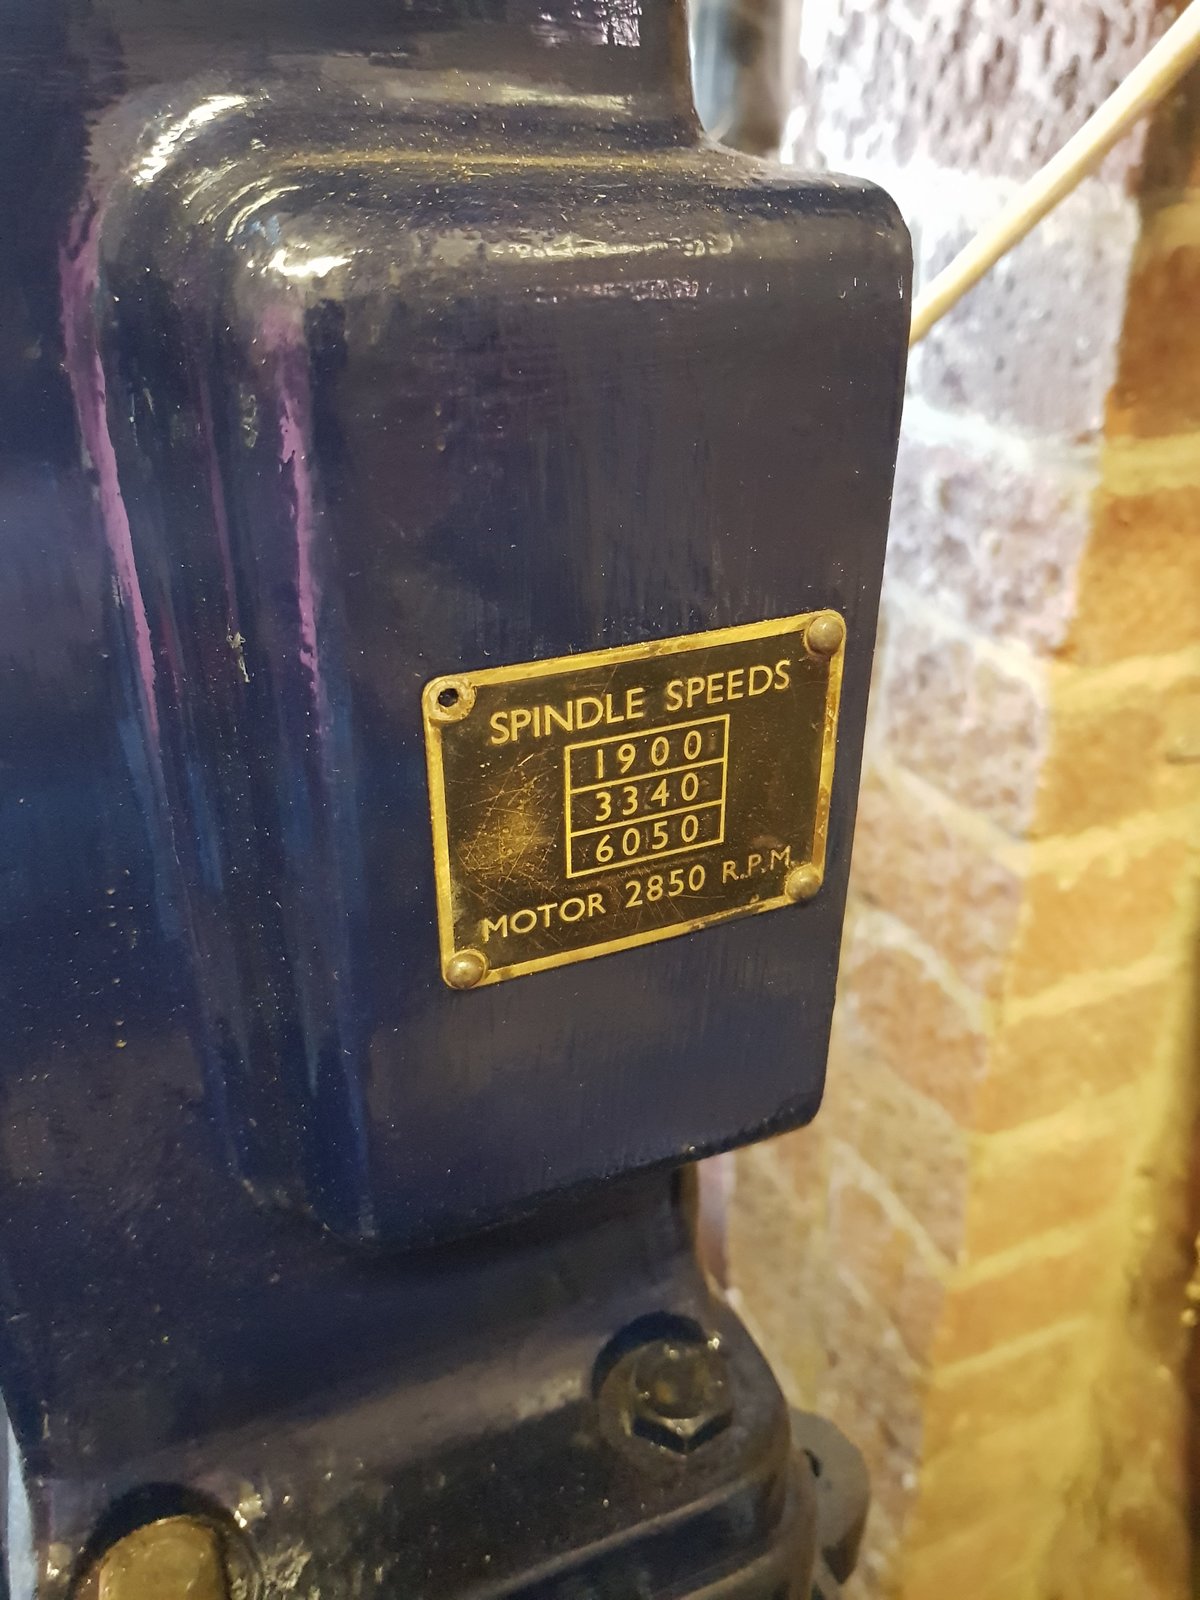 SPINDLE SPEEDS
1900
3340
6050
MOTOR 2850 R.P.M.